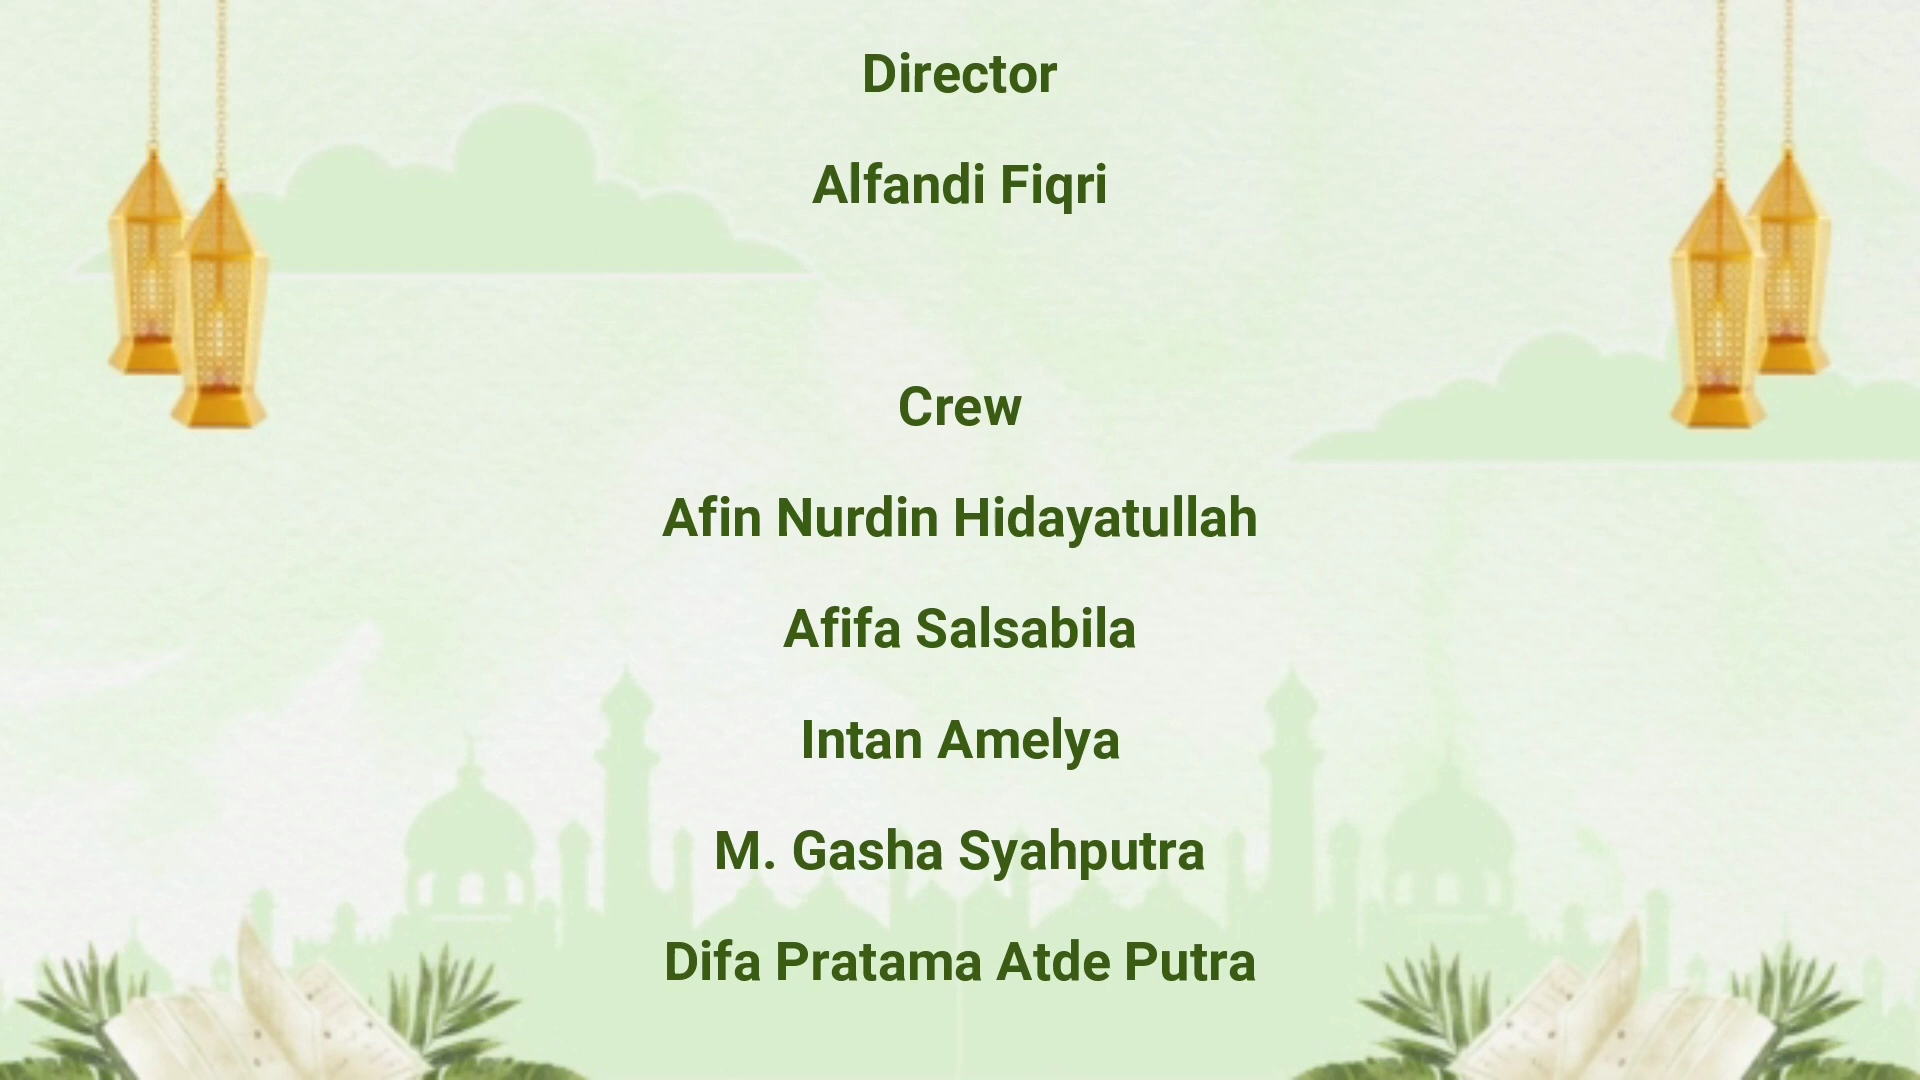 Director
Alfandi Fiqri
Crew
Afin Nurdin Hidayatullah
Afifa Salsabila
Intan Amelya
M. Gasha Syahputra
Difa Pratama Atde Putra